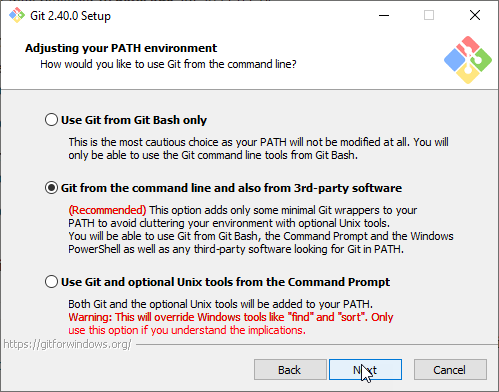 Git 2.40.0 Setup
Adjusting your PATH environment
How would you like to use Git from the command line?
Use Git from Git Bash only
This is the most cautious choice as your PATH will not be modified at all. You will
only be able to use the Git command line tools from Git Bash.
Git from the command line and also from 3rd-party software
(Recommended) This option adds only some minimal Git wrappers to your
PATH to avoid cluttering your environment with optional Unix tools.
You will be able to use Git from Git Bash, the Command Prompt and the Windows
PowerShell as well as any third-party software looking for Git in PATH.
Use Git and optional Unix tools from the Command Prompt
Both Git and the optional Unix tools will be added to your PATH.
Warning: This will override Windows tools like "find" and "sort". Only
use this option if you understand the implications.
https://gitforwindows.org/
Back
Next
Cancel